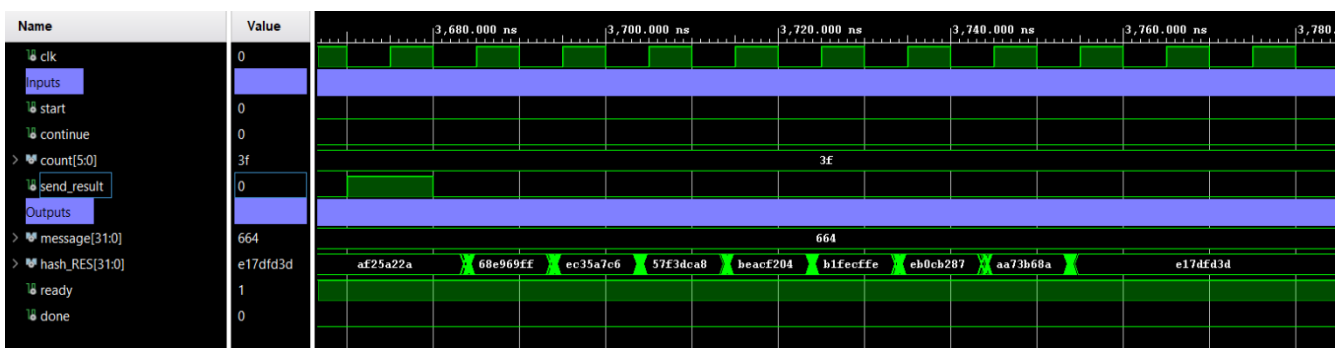 Name Value 3,680.000 ns 3,700.000 ns 3,720.000 ns 3,740.000 ns 3,760.000 ns 3,780.
clk 0
Inputs
start 0
continue 0
count[5:0] 3f 3f
send_result 0
Outputs
message[31:0] 664 664
hash_RES[31:0] e17dfd3d af25a22a 68e969ff ec35a7c6 57f3dca8 beacf204 b1fecffe eb0cb287 aa73b68a e17dfd3d
ready 1
done 0